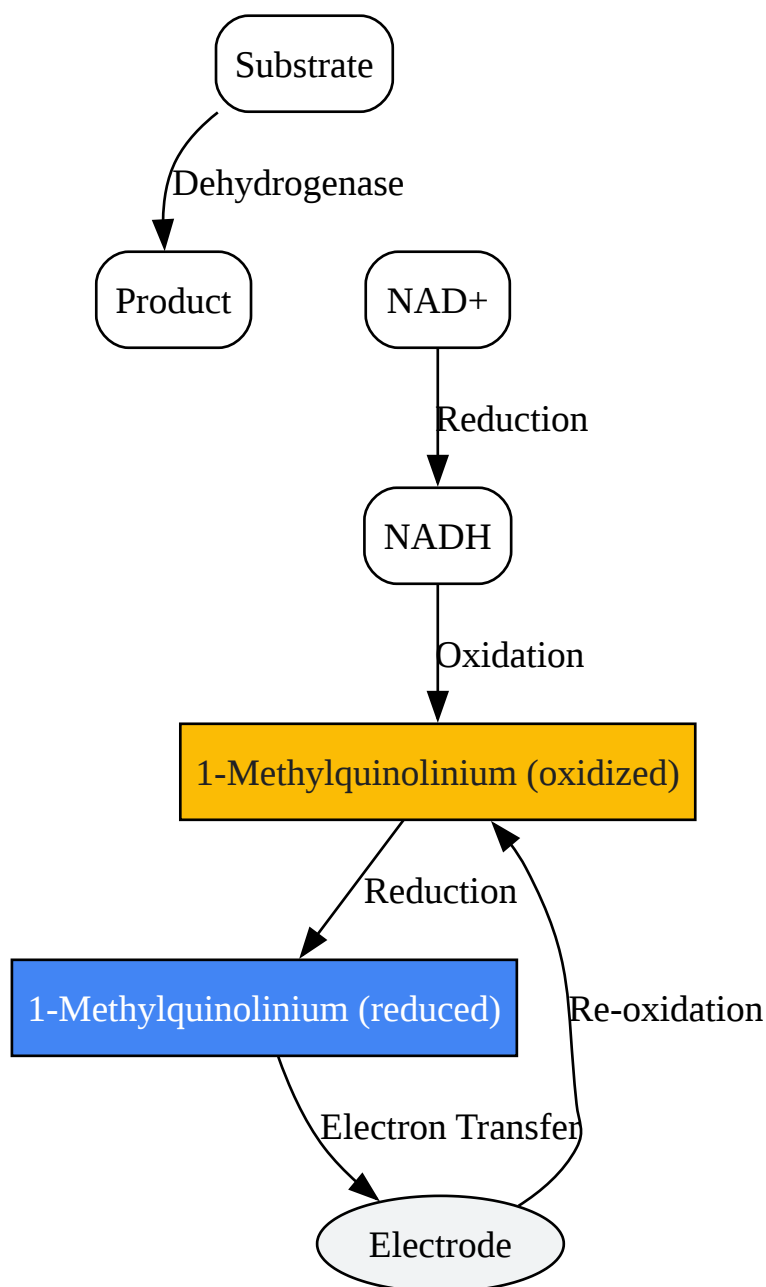 Substrate
Dehydrogenase
Product
NAD+
Reduction
NADH
Oxidation
1-Methylquinolinium (oxidized)
Reduction
1-Methylquinolinium (reduced)
Re-oxidation
Electron Transfer
Electrode